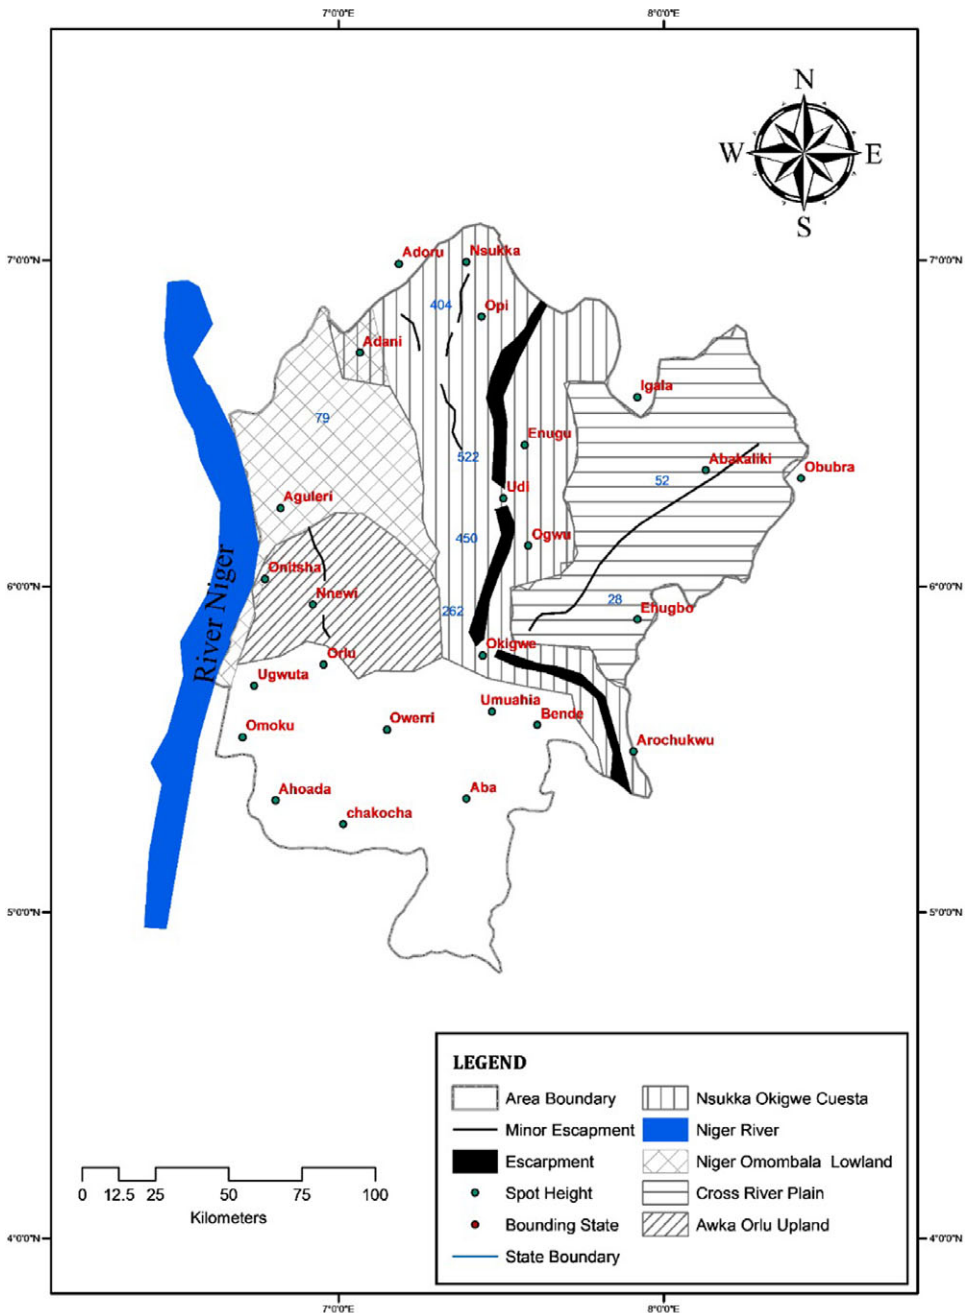 7°0'0"E 8°0'0"E
N
W E
S
7°0'0"N 7°0'0"N
Adoru Nsukka
404 Opi
Adani
Igala
79
Enugu
522 Abakaliki Obubra
52
Udi
Aguleri
450 Ogwu
Onitsha
6°0'0"N 6°0'0"N
Nnewi
262 28 Ehugbo
River Niger
Okigwe
Orlu
Ugwuta
Umuahia
Bende
Omoku Owerri
Arochukwu
Ahoada Aba
chakocha
5°0'0"N 5°0'0"N
LEGEND
Area Boundary Nsukka Okigwe Cuesta
Minor Escapment Niger River
Escarpment Niger Omombala Lowland
Spot Height Cross River Plain
Bounding State Awka Orlu Upland
State Boundary
0 12.5 25 50 75 100
Kilometers
4°0'0"N 4°0'0"N
7°0'0"E 8°0'0"E